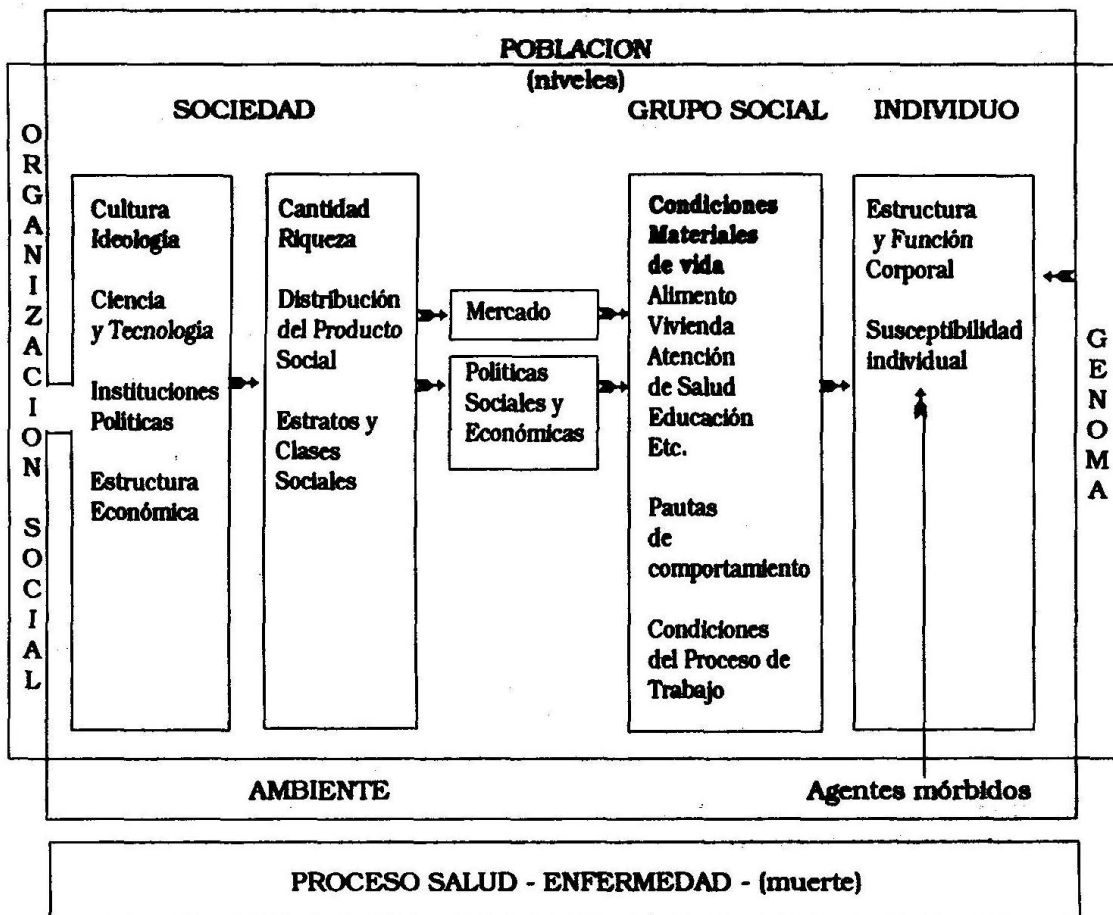 POBLACION
(niveles)
SOCIEDAD
GRUPO SOCIAL
INDIVIDUO
ORGANIZACION SOCIAL
Cultura
Ideología
Ciencia
y Tecnología
Instituciones
Políticas
Estructura
Económica
Cantidad
Riqueza
Distribución
del Producto
Social
Estratos y
Clases
Sociales
Mercado
Políticas
Sociales y
Económicas
Condiciones
Materiales
de vida
Alimento
Vivienda
Atención
de Salud
Educación
Etc.
Pautas
de
comportamiento
Condiciones
del Proceso de
Trabajo
Estructura
y Función
Corporal
Susceptibilidad
individual
GENOMA
AMBIENTE
Agentes mórbidos
PROCESO SALUD - ENFERMEDAD - (muerte)